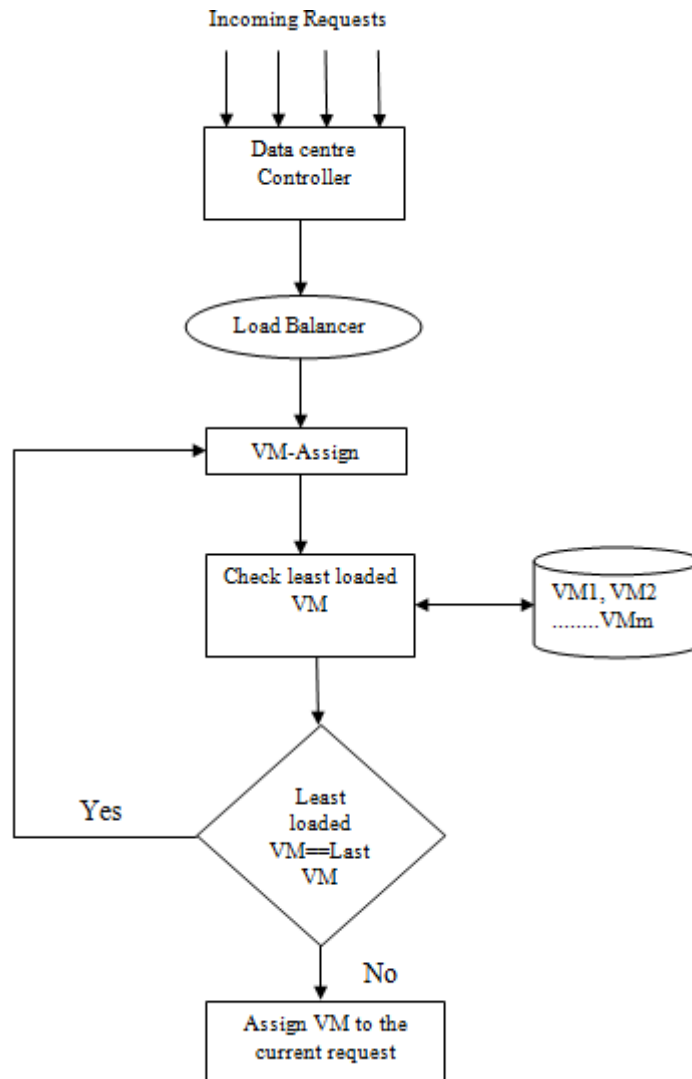 Incoming Requests
Data centre
Controller
Load Balancer
VM-Assign
Check least loaded
VM
VM1, VM2
........VMm
Yes
Least
loaded
VM==Last
VM
No
Assign VM to the
current request